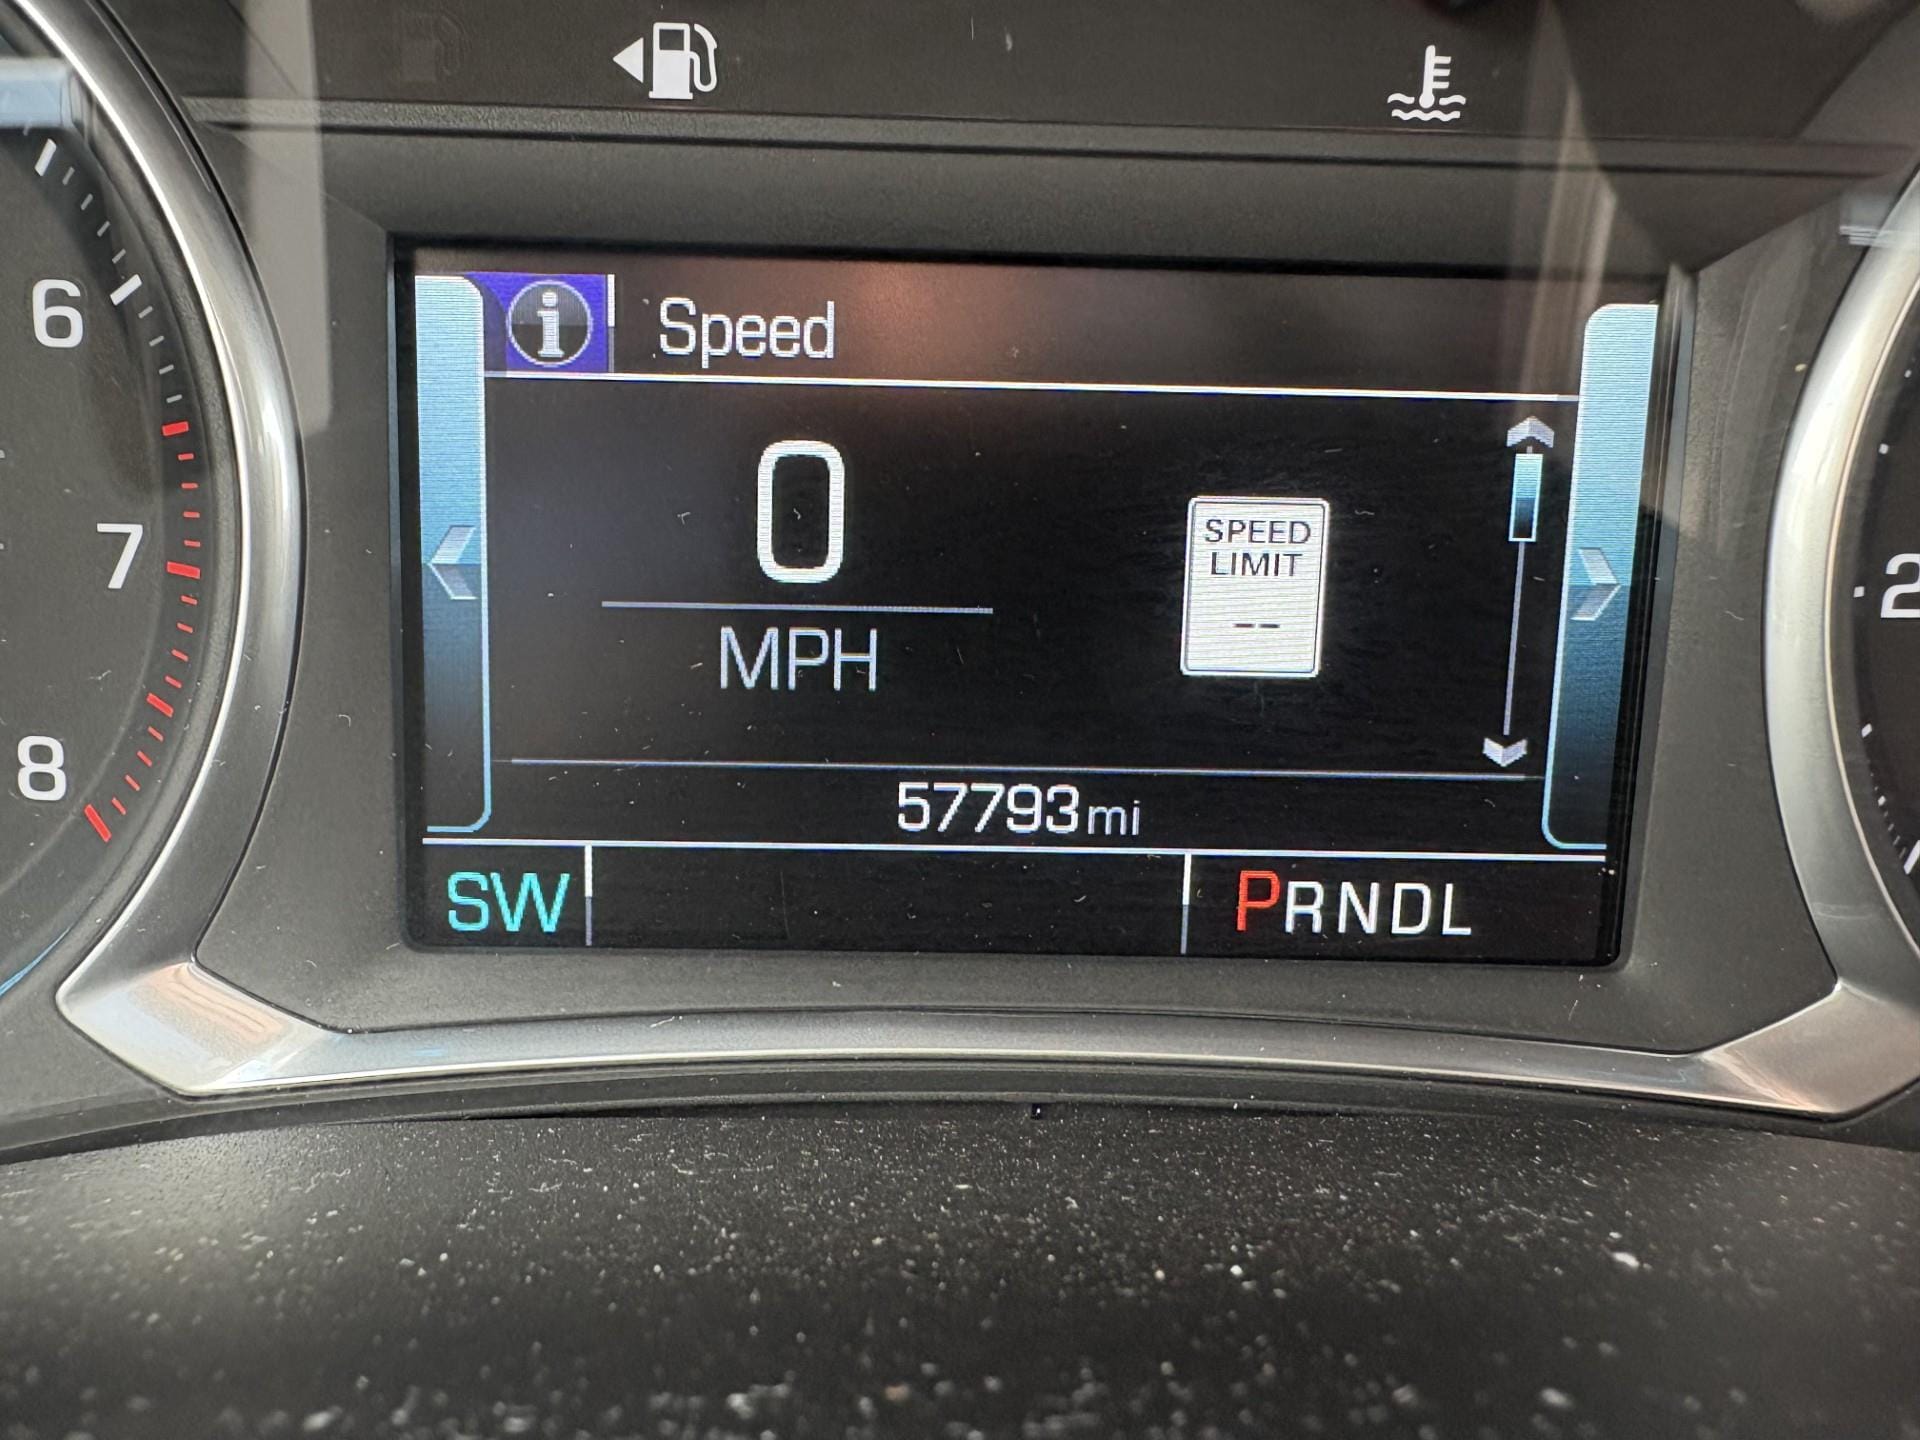 Speed
6
0
SPEED
LIMIT
--
7
2
MPH
8
57793mi
SW
PRNDL